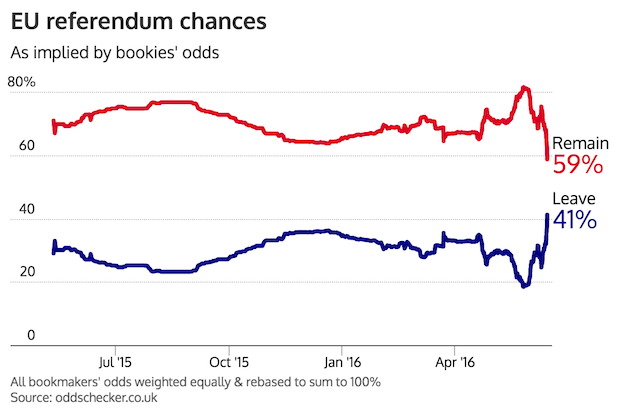 EU referendum chances
As implied by bookies' odds
80%
60
Remain
59%
Leave
40
41%
20
0
Jul '15 Oct '15 Jan '16 Apr '16
All bookmakers' odds weighted equally & rebased to sum to 100%
Source: oddschecker.co.uk